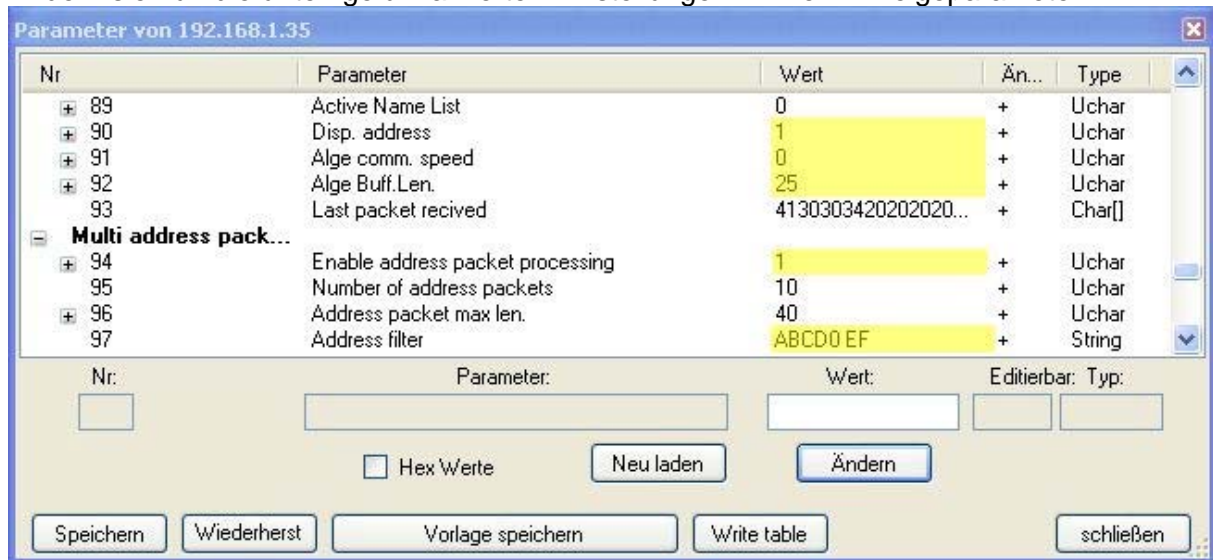 Parameter von 192.168.1.35
Nr Parameter Wert Än... Type
89 Active Name List 0 + Uchar
90 Disp. address 1 + Uchar
91 Alge comm. speed 0 + Uchar
92 Alge Buff.Len. 25 + Uchar
93 Last packet recived 4130303420202020... + Char[]
Multi address pack...
94 Enable address packet processing 1 + Uchar
95 Number of address packets 10 + Uchar
96 Address packet max len. 40 + Uchar
97 Address filter ABCD0 EF + String
Nr: Parameter: Wert: Editierbar: Typ:
Hex Werte Neu laden Ändern
Speichern Wiederherst Vorlage speichern Write table schließen